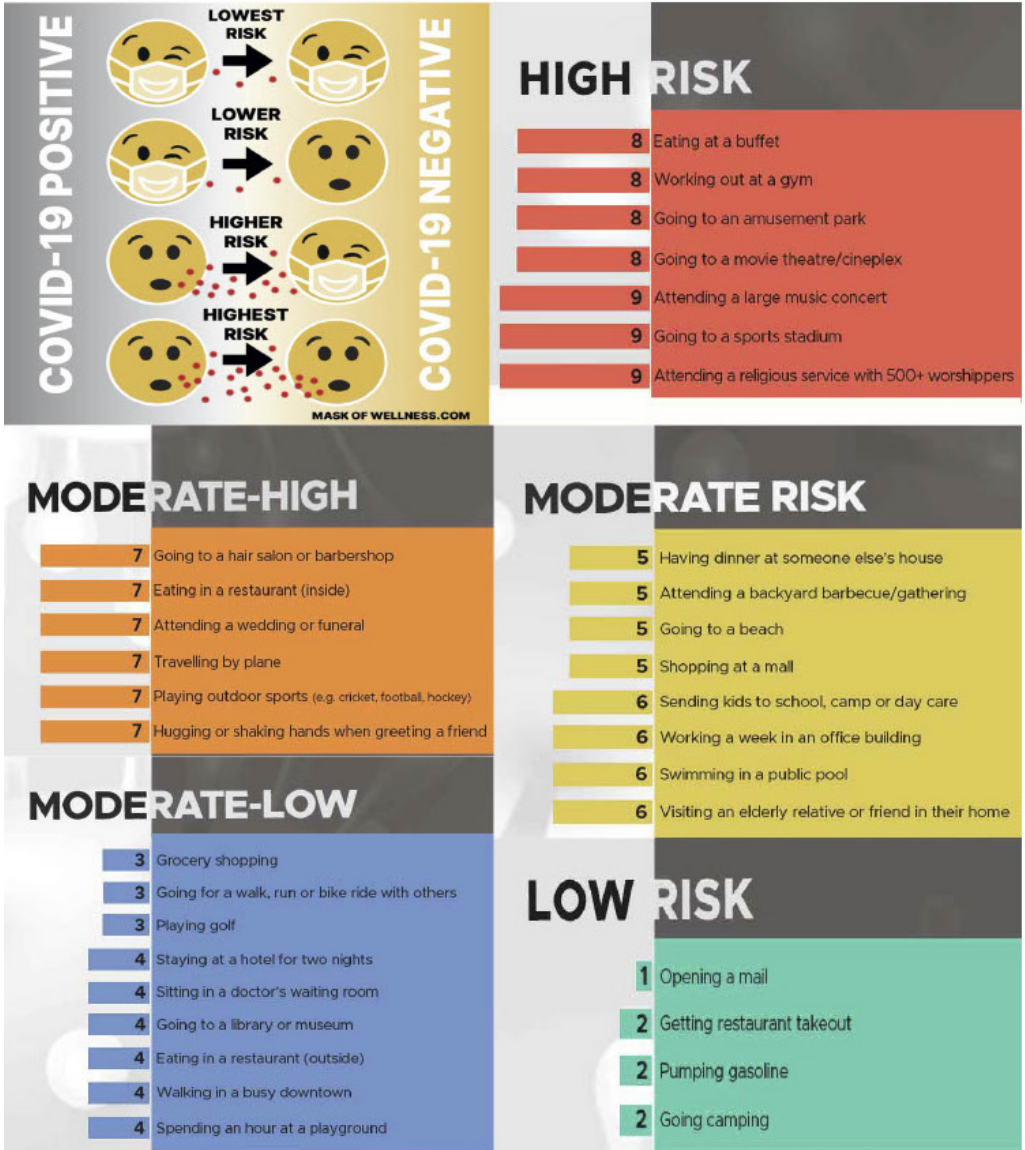 COVID-19 POSITIVE
LOWEST
RISK
LOWER
RISK
HIGHER
RISK
HIGHEST
RISK
COVID-19 NEGATIVE
MASK OF WELLNESS.COM
HIGH RISK
8 Eating at a buffet
8 Working out at a gym
8 Going to an amusement park
8 Going to a movie theatre/cineplex
9 Attending a large music concert
9 Going to a sports stadium
9 Attending a religious service with 500+ worshippers
MODERATE-HIGH
7 Going to a hair salon or barbershop
7 Eating in a restaurant (inside)
7 Attending a wedding or funeral
7 Travelling by plane
7 Playing outdoor sports (e.g. cricket, football, hockey)
7 Hugging or shaking hands when greeting a friend
MODERATE RISK
5 Having dinner at someone else's house
5 Attending a backyard barbecue/gathering
5 Going to a beach
5 Shopping at a mall
6 Sending kids to school, camp or day care
6 Working a week in an office building
6 Swimming in a public pool
6 Visiting an elderly relative or friend in their home
MODERATE-LOW
3 Grocery shopping
3 Going for a walk, run or bike ride with others
3 Playing golf
4 Staying at a hotel for two nights
4 Sitting in a doctor's waiting room
4 Going to a library or museum
4 Eating in a restaurant (outside)
4 Walking in a busy downtown
4 Spending an hour at a playground
LOW RISK
1 Opening a mail
2 Getting restaurant takeout
2 Pumping gasoline
2 Going camping